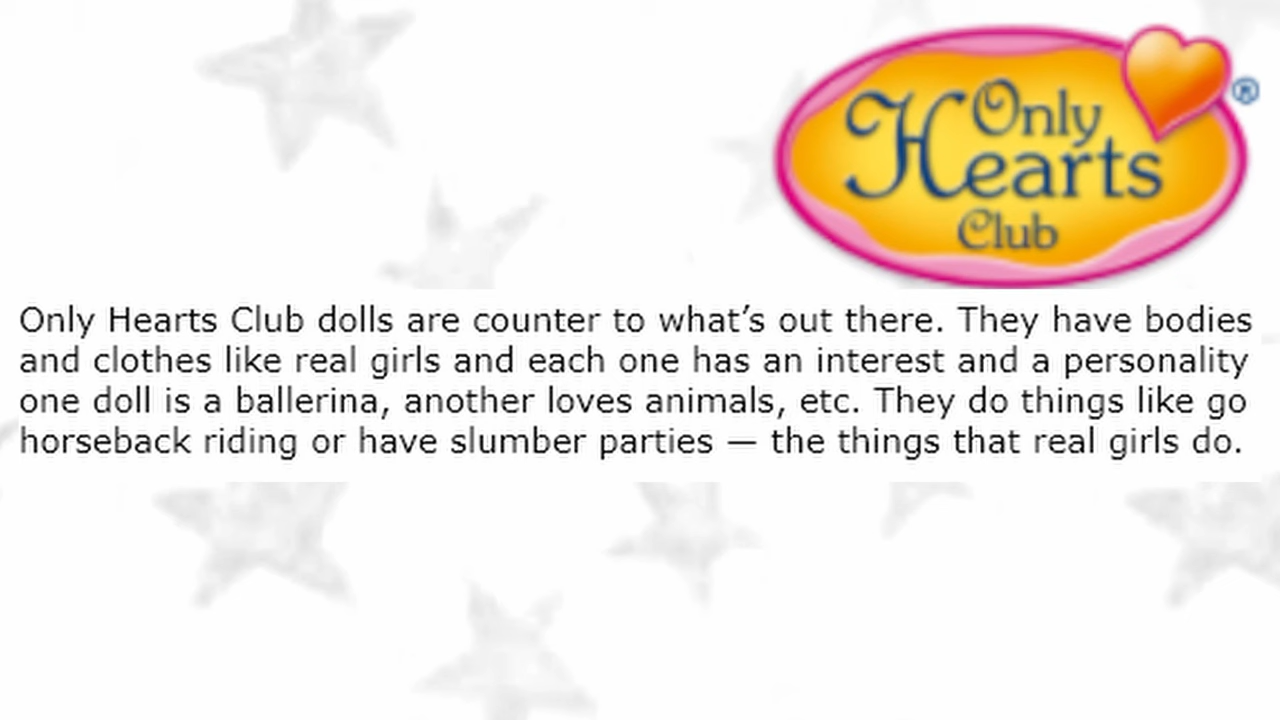 Only
Hearts
Club
®
Only Hearts Club dolls are counter to what’s out there. They have bodies
and clothes like real girls and each one has an interest and a personality
one doll is a ballerina, another loves animals, etc. They do things like go
horseback riding or have slumber parties — the things that real girls do.